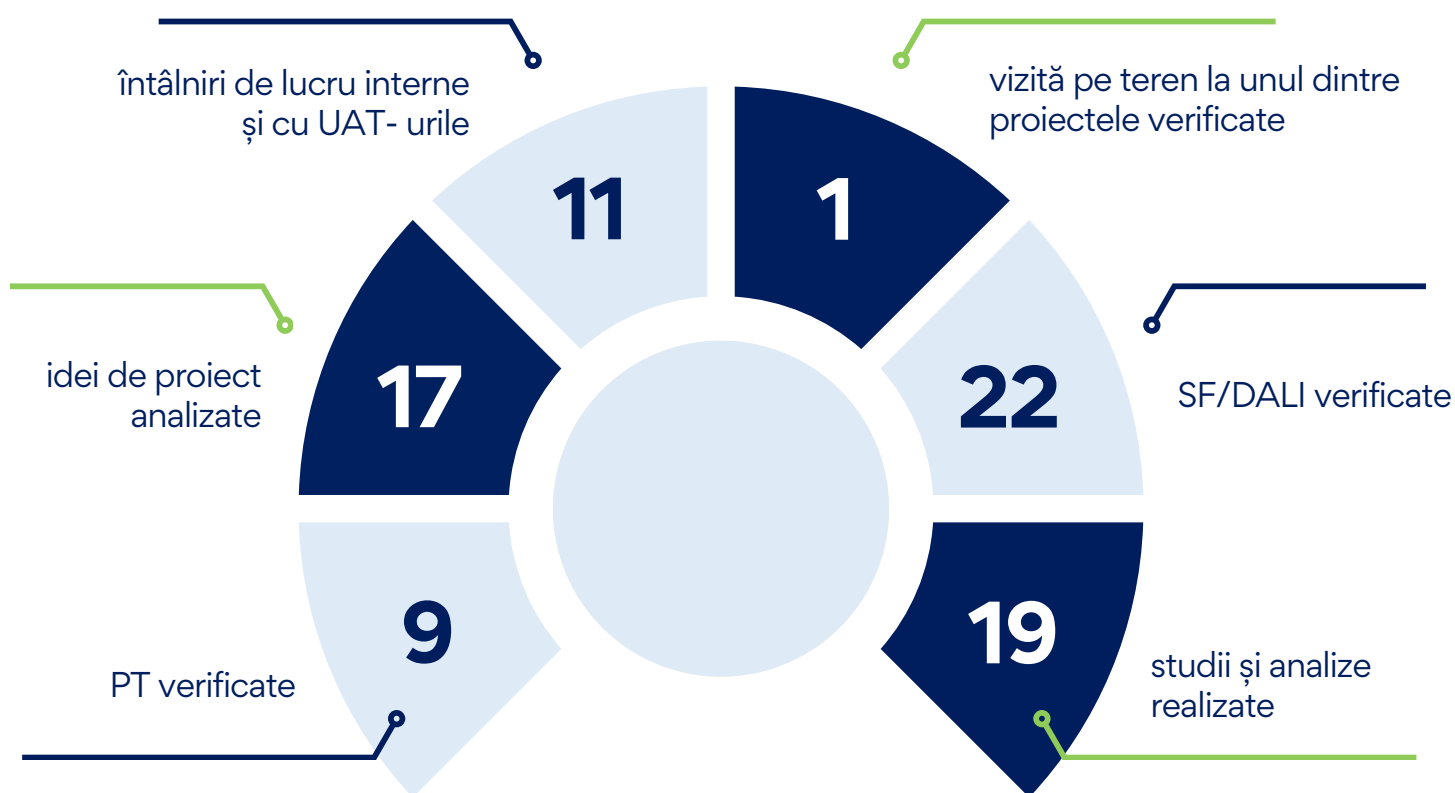 întâlniri de lucru interne
și cu UAT- urile
11
1
vizită pe teren la unul dintre
proiectele verificate
idei de proiect
analizate
17
22
SF/DALI verificate
PT verificate
9
19
studii și analize
realizate